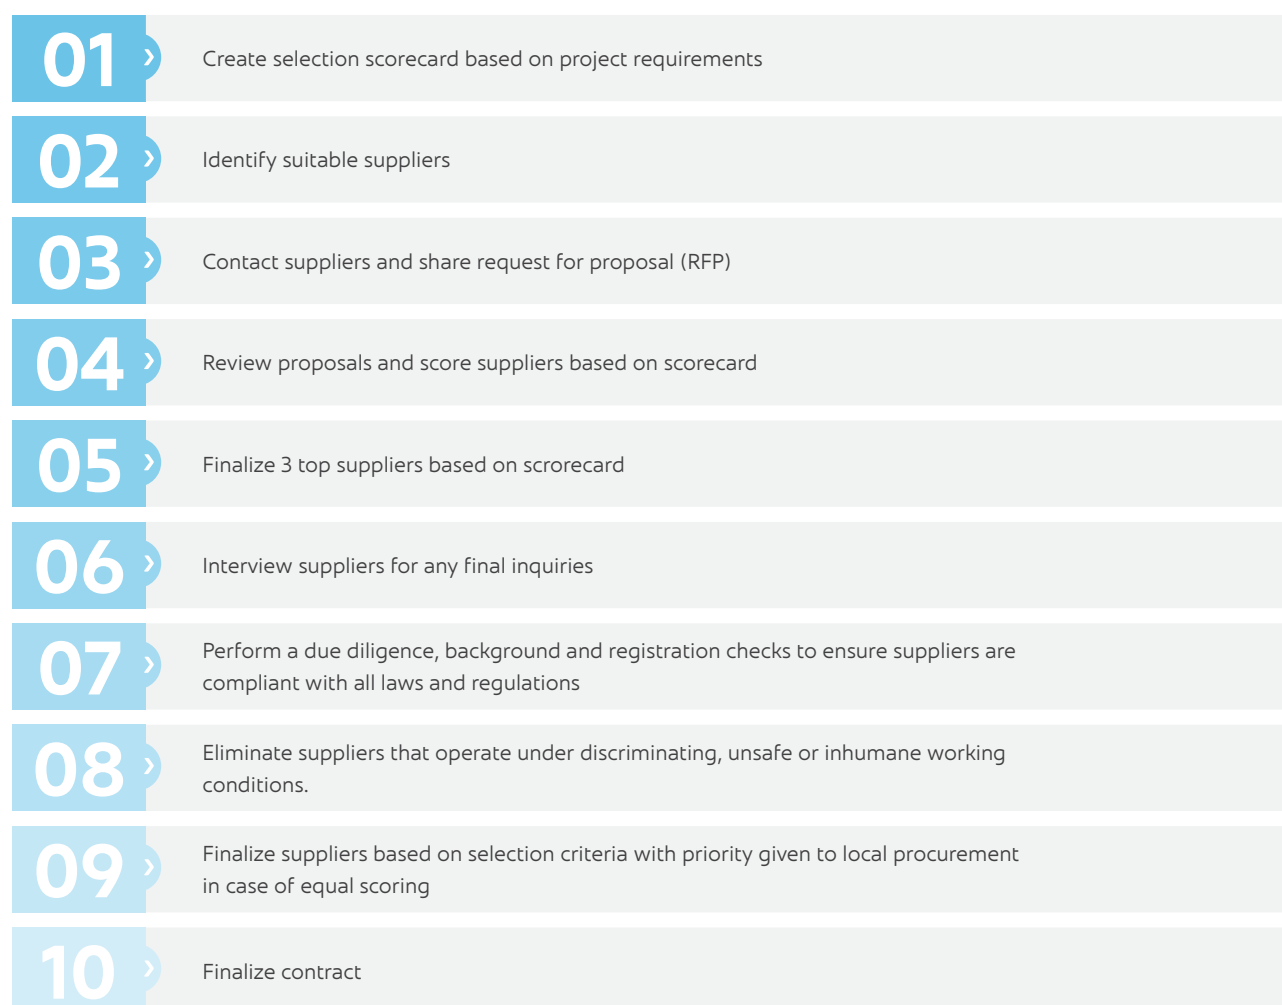 01
Create selection scorecard based on project requirements
02
Identify suitable suppliers
03
Contact suppliers and share request for proposal (RFP)
04
Review proposals and score suppliers based on scorecard
05
Finalize 3 top suppliers based on scrorecard
06
Interview suppliers for any final inquiries
07
Perform a due diligence, background and registration checks to ensure suppliers are
compliant with all laws and regulations
08
Eliminate suppliers that operate under discriminating, unsafe or inhumane working
conditions.
09
Finalize suppliers based on selection criteria with priority given to local procurement
in case of equal scoring
10
Finalize contract